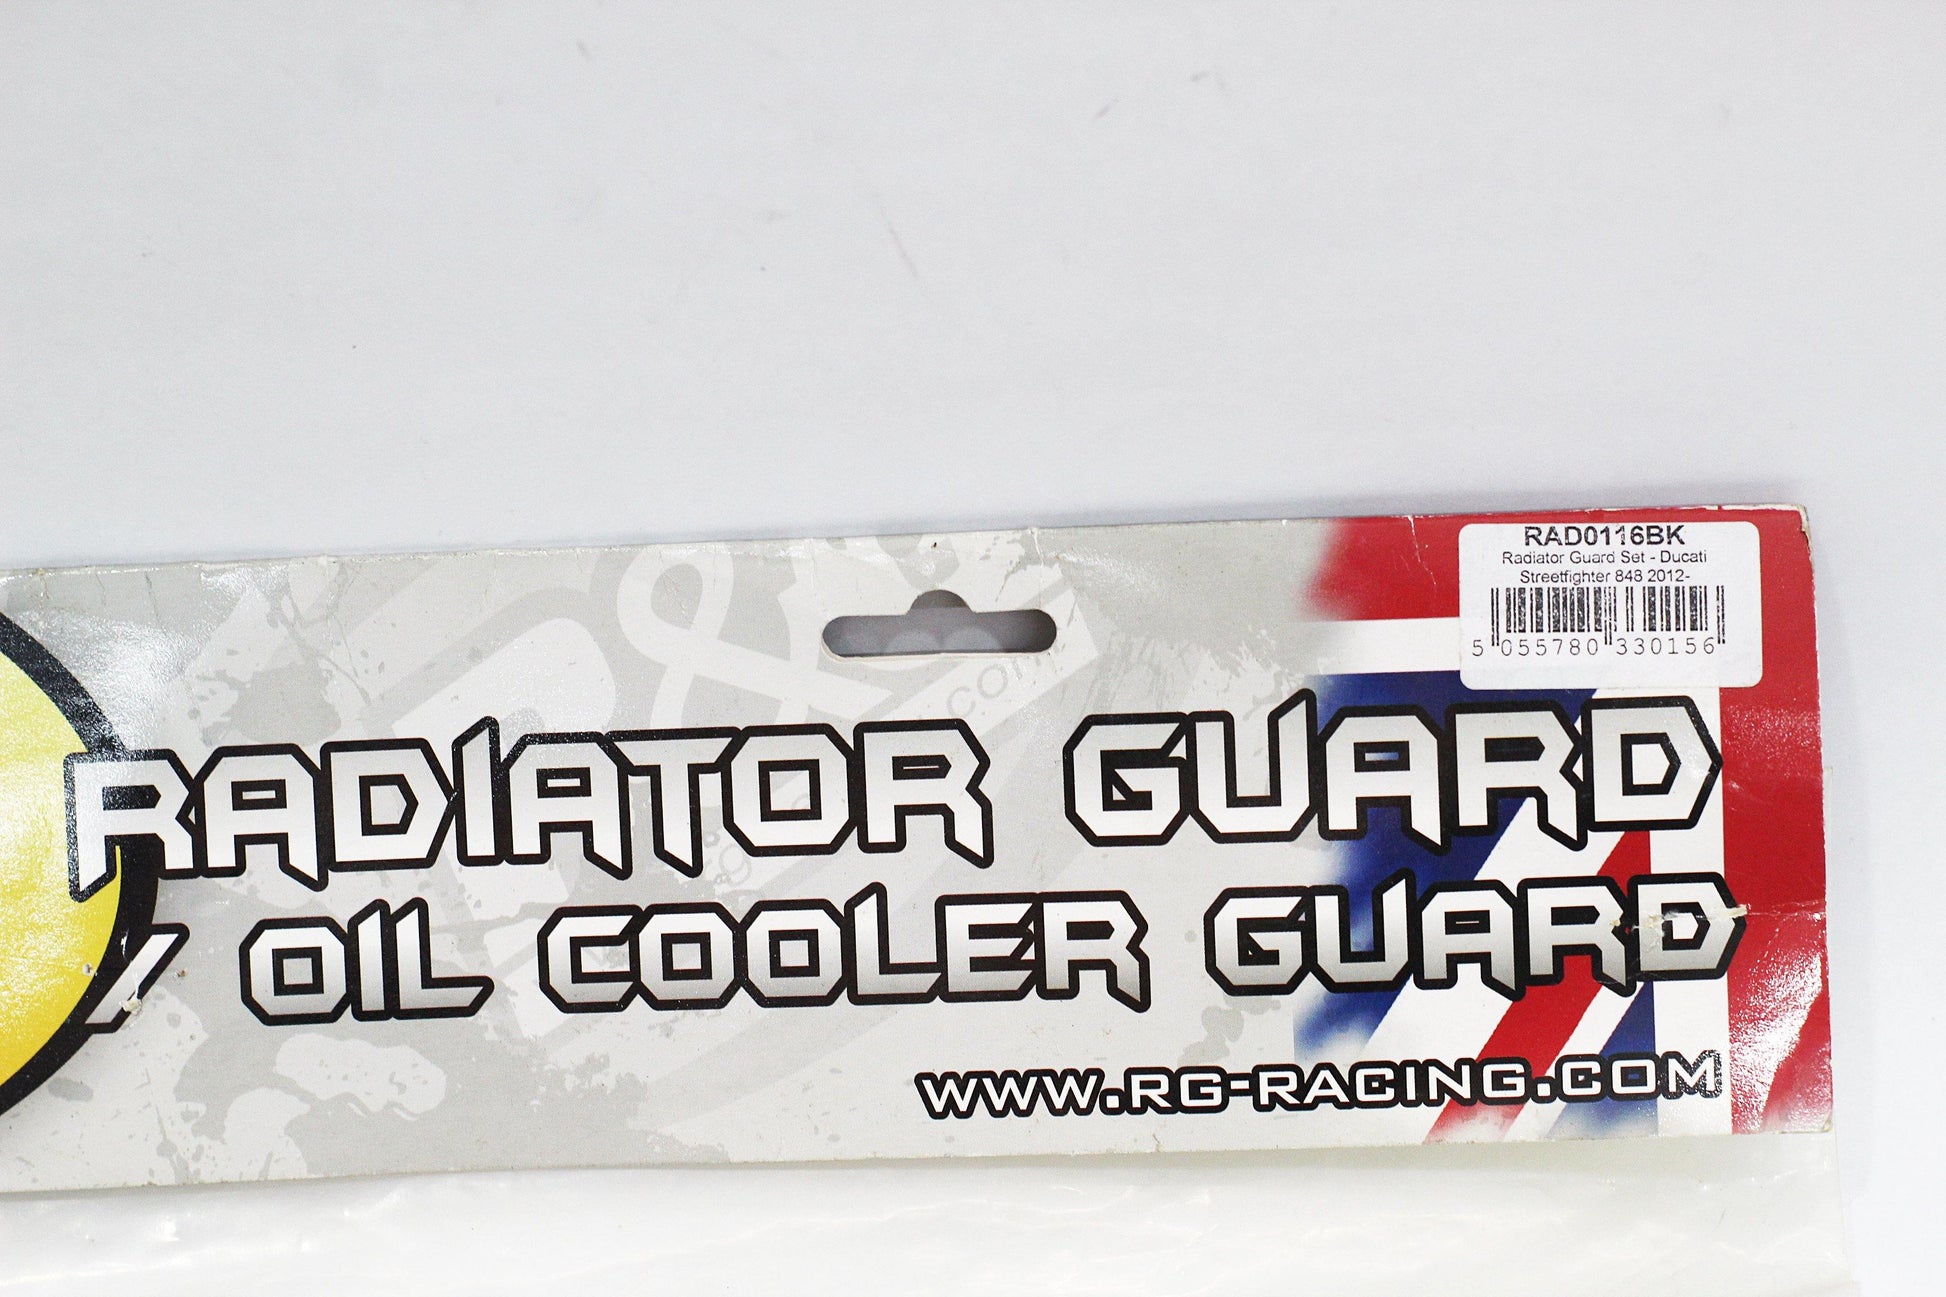 RAD0116BK
Radiator Guard Set - Ducati
Streetfighter 848 2012-
5 055780 330156
RADIATOR GUARD
/ OIL COOLER GUARD
WWW.RG-RACING.COM